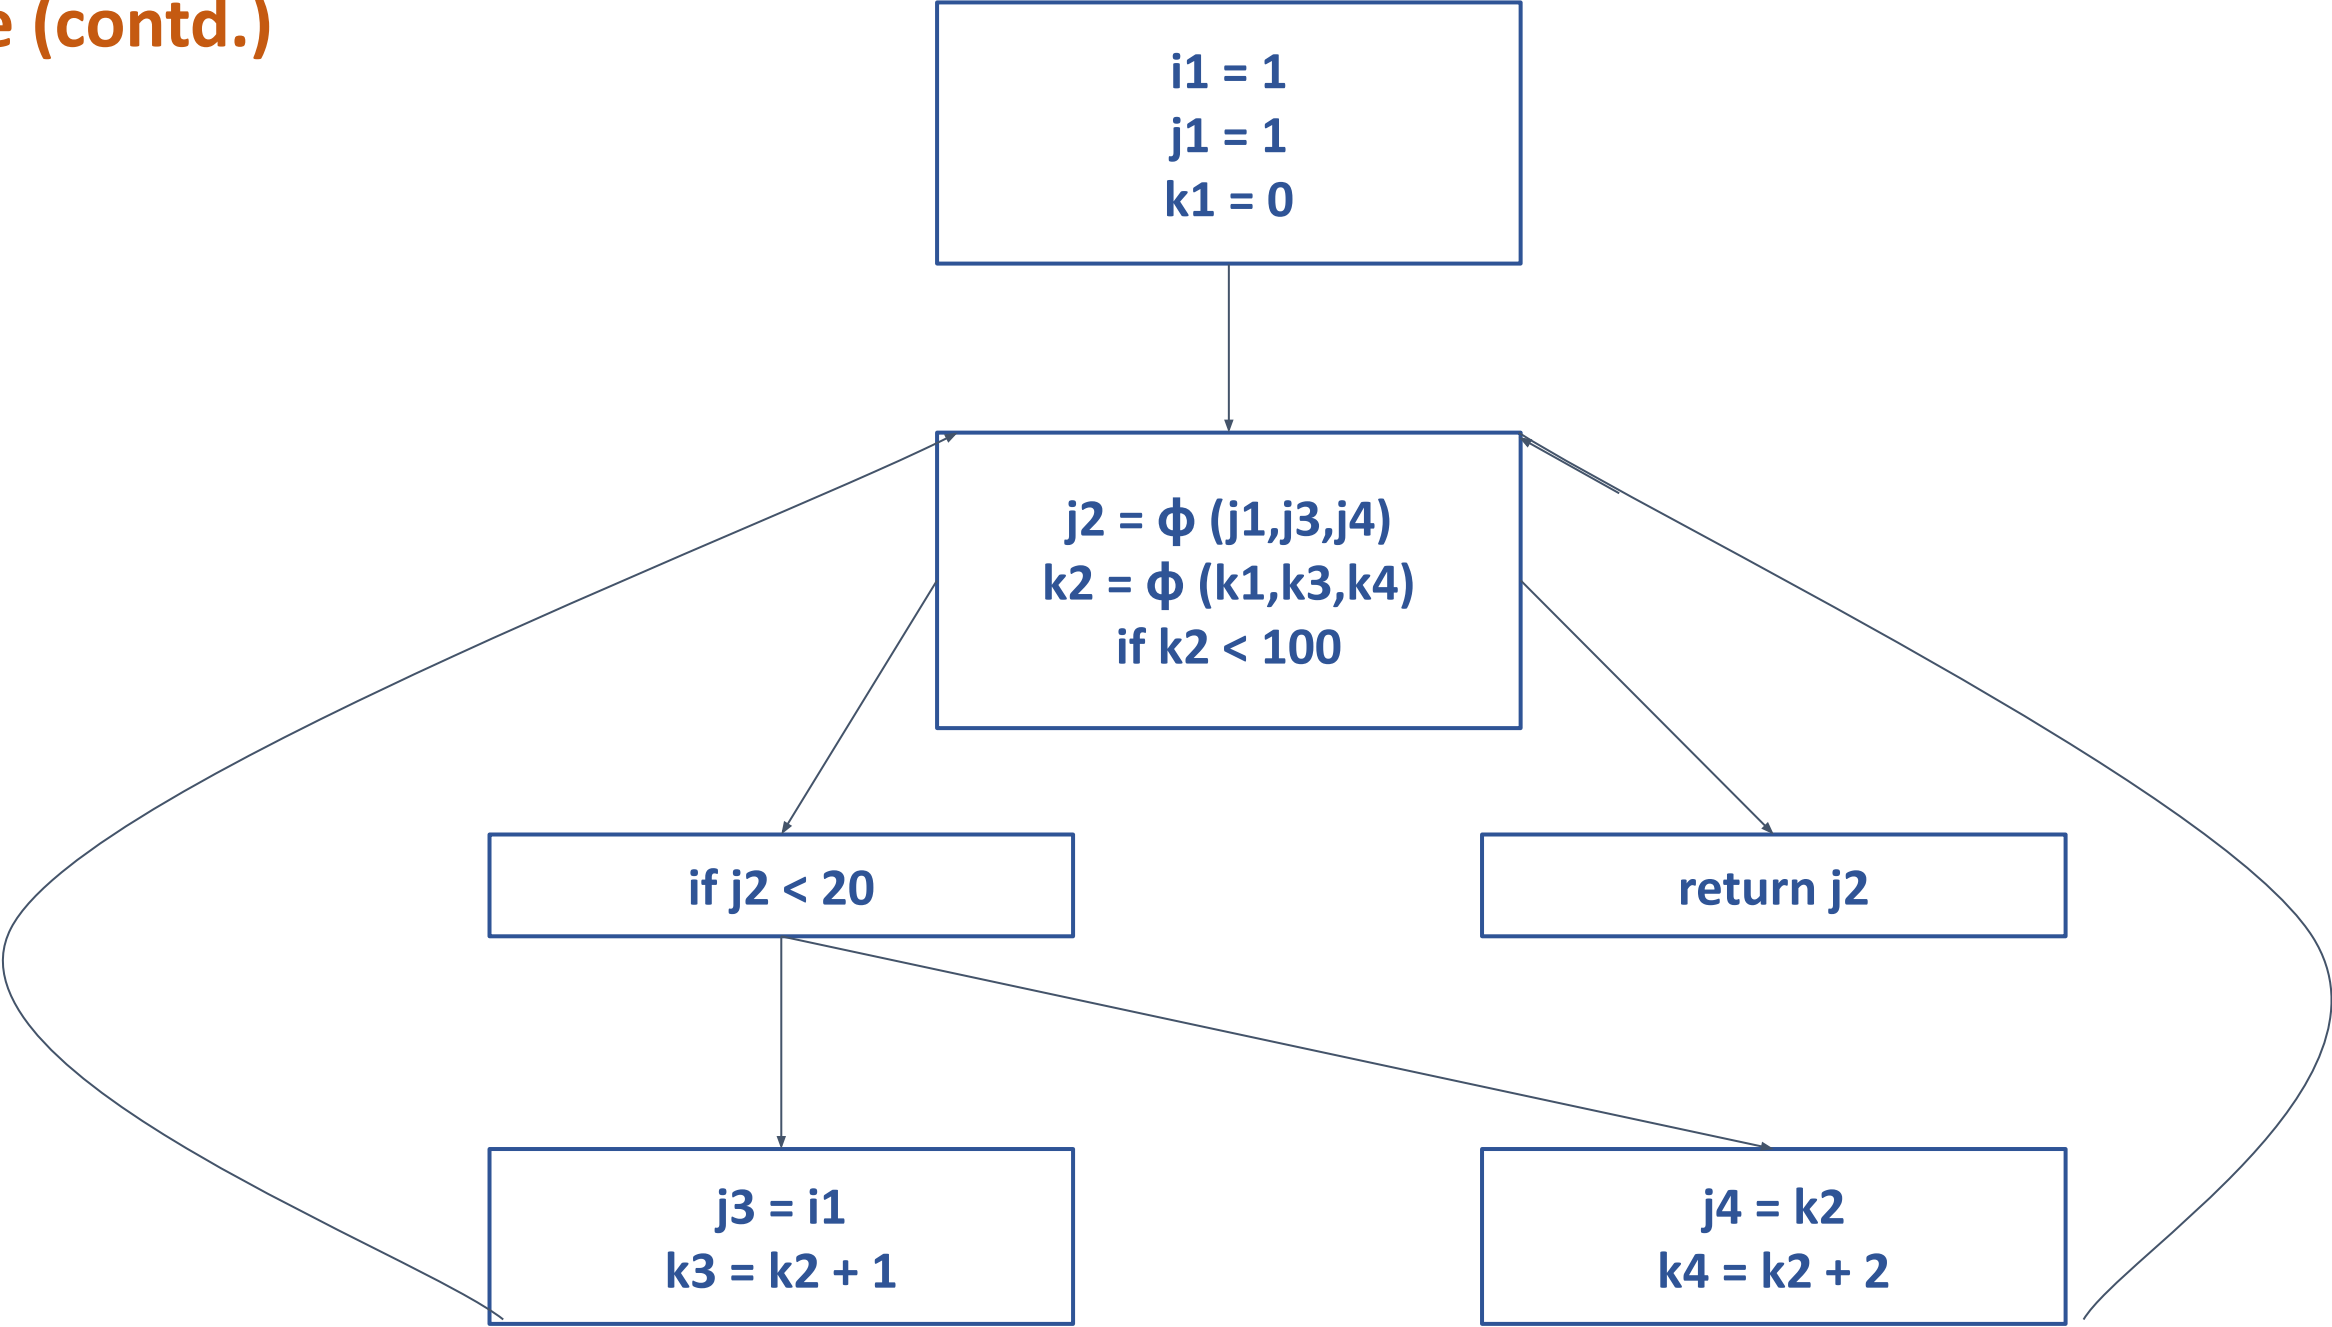 e (contd.)
i1 = 1
j1 = 1
k1 = 0
j2 = ϕ (j1,j3,j4)
k2 = ϕ (k1,k3,k4)
if k2 < 100
if j2 < 20
return j2
j3 = i1
k3 = k2 + 1
j4 = k2
k4 = k2 + 2